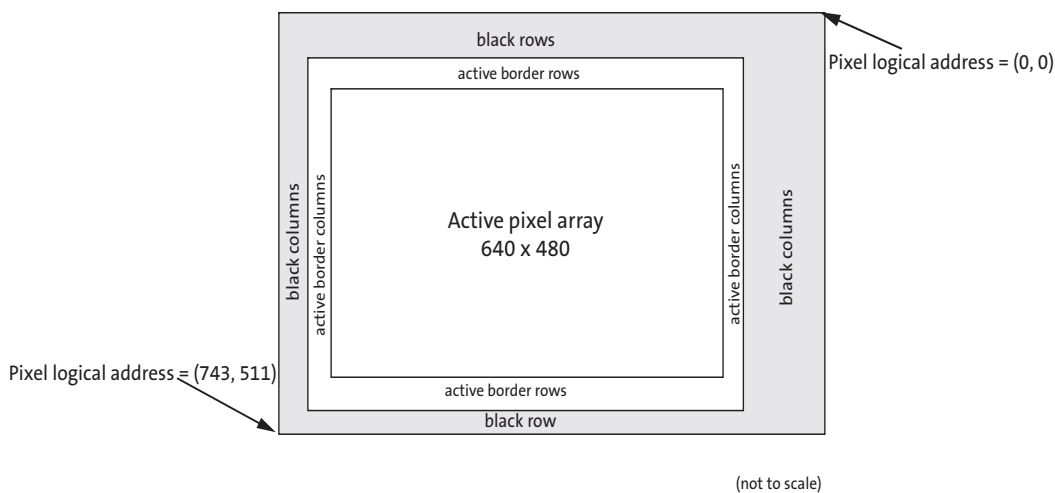 black rows
Pixel logical address = (0, 0)
active border rows
black columns
active border columns
Active pixel array
640 x 480
active border columns
black columns
Pixel logical address = (743, 511)
active border rows
black row
(not to scale)